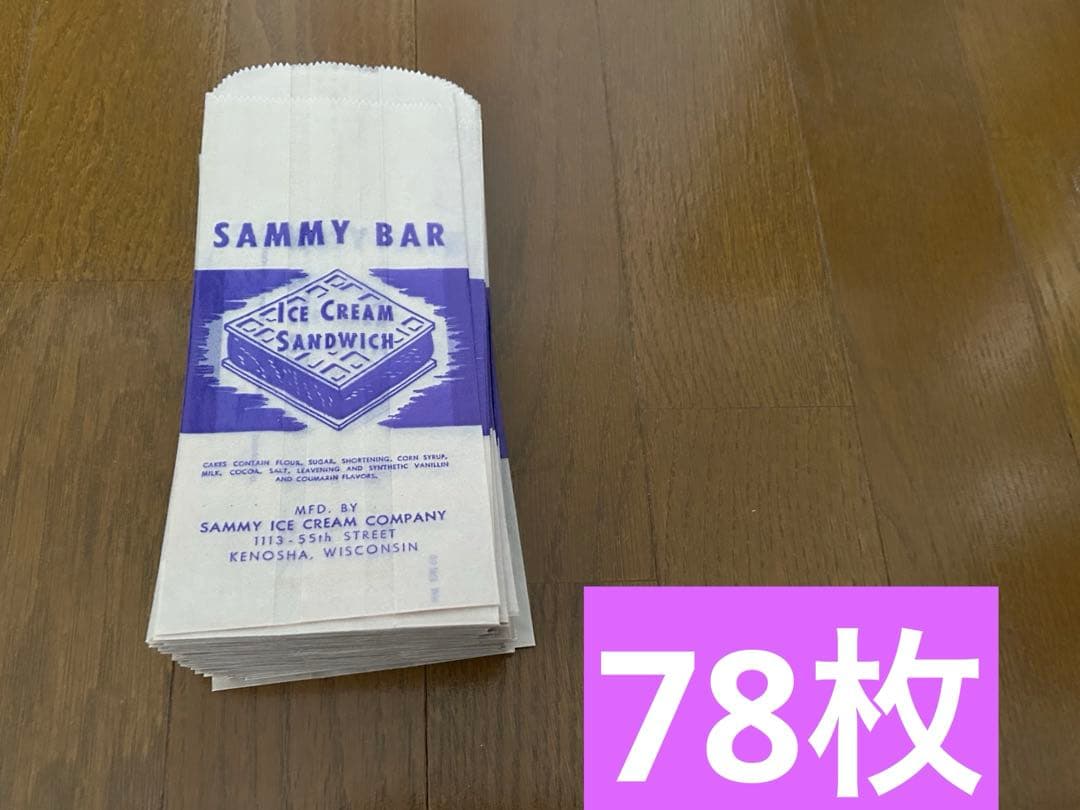 SAMMY BAR
ICE CREAM
SANDWICH
CAKES CONTAIN FLOUR, SUGAR, SHORTENING, CORN SYRUP,
MILK, COCOA, SALT, LEAVENING AND SYNTHETIC VANILLIN
AND COUMARIN FLAVORS.
MFD. BY
SAMMY ICE CREAM COMPANY
1113-55th STREET
KENOSHA, WISCONSIN
78枚